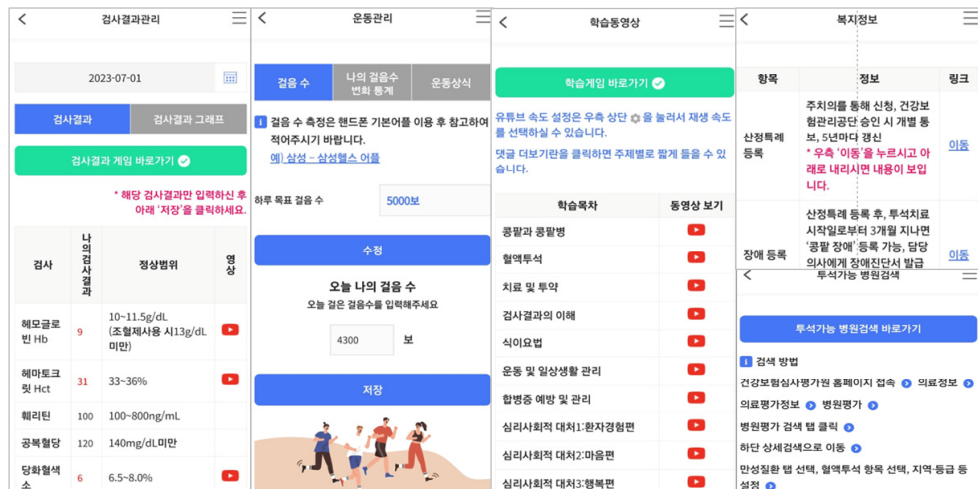 검사결과관리
2023-07-01
검사결과
검사결과 그래프
검사결과 게임 바로가기
* 해당 검사결과만 입력하신 후
아래 '저장'을 클릭하세요.
검사
나의검사결과
정상범위
영상
헤모글로
빈 Hb
9
10~11.5g/dL
(조혈제사용 시13g/dL
미만)
헤마토크
릿 Hct
31
33~36%
훼리틴
100
100~800ng/mL
공복혈당
120
140mg/dL미만
당화혈색
소
6
6.5~8.0%
운동관리
걸음 수
나의 걸음수
변화 통계
운동상식
i 걸음 수 측정은 핸드폰 기본어플 이용 후 참고하여
적어주시기 바랍니다.
예) 삼성 – 삼성헬스 어플
하루 목표 걸음 수
5000보
수정
오늘 나의 걸음 수
오늘 걸은 걸음수를 입력해주세요
4300
보
저장
학습동영상
학습게임 바로가기
유튜브 속도 설정은 우측 상단 을 눌러서 재생 속도
를 선택하실 수 있습니다.
댓글 더보기란을 클릭하면 주제별로 짧게 들을 수 있
습니다.
학습목차
동영상 보기
콩팥과 콩팥병
혈액투석
치료 및 투약
검사결과의 이해
식이요법
운동 및 일상생활 관리
합병증 예방 및 관리
심리사회적 대처1:환자경험편
심리사회적 대처2:마음편
심리사회적 대처3:행복편
복지정보
항목
정보
링크
산정특례
등록
주치의를 통해 신청, 건강보
험관리공단 승인 시 개별 통
보, 5년마다 갱신
* 우측 '이동'을 누르시고 아
래로 내리시면 내용이 보입
니다.
이동
장애 등록
산정특례 등록 후, 투석치료
시작일로부터 3개월 지나면
'콩팥 장애' 등록 가능, 담당
의사에게 장애진단서 발급
이동
투석가능 병원검색
투석가능 병원검색 바로가기
i 검색 방법
건강보험심사평가원 홈페이지 접속 의료정보
의료평가정보 병원평가
병원평가 검색 탭 클릭
하단 상세검색으로 이동
만성질환 탭 선택, 혈액투석 항목 선택, 지역·등급 등
설정